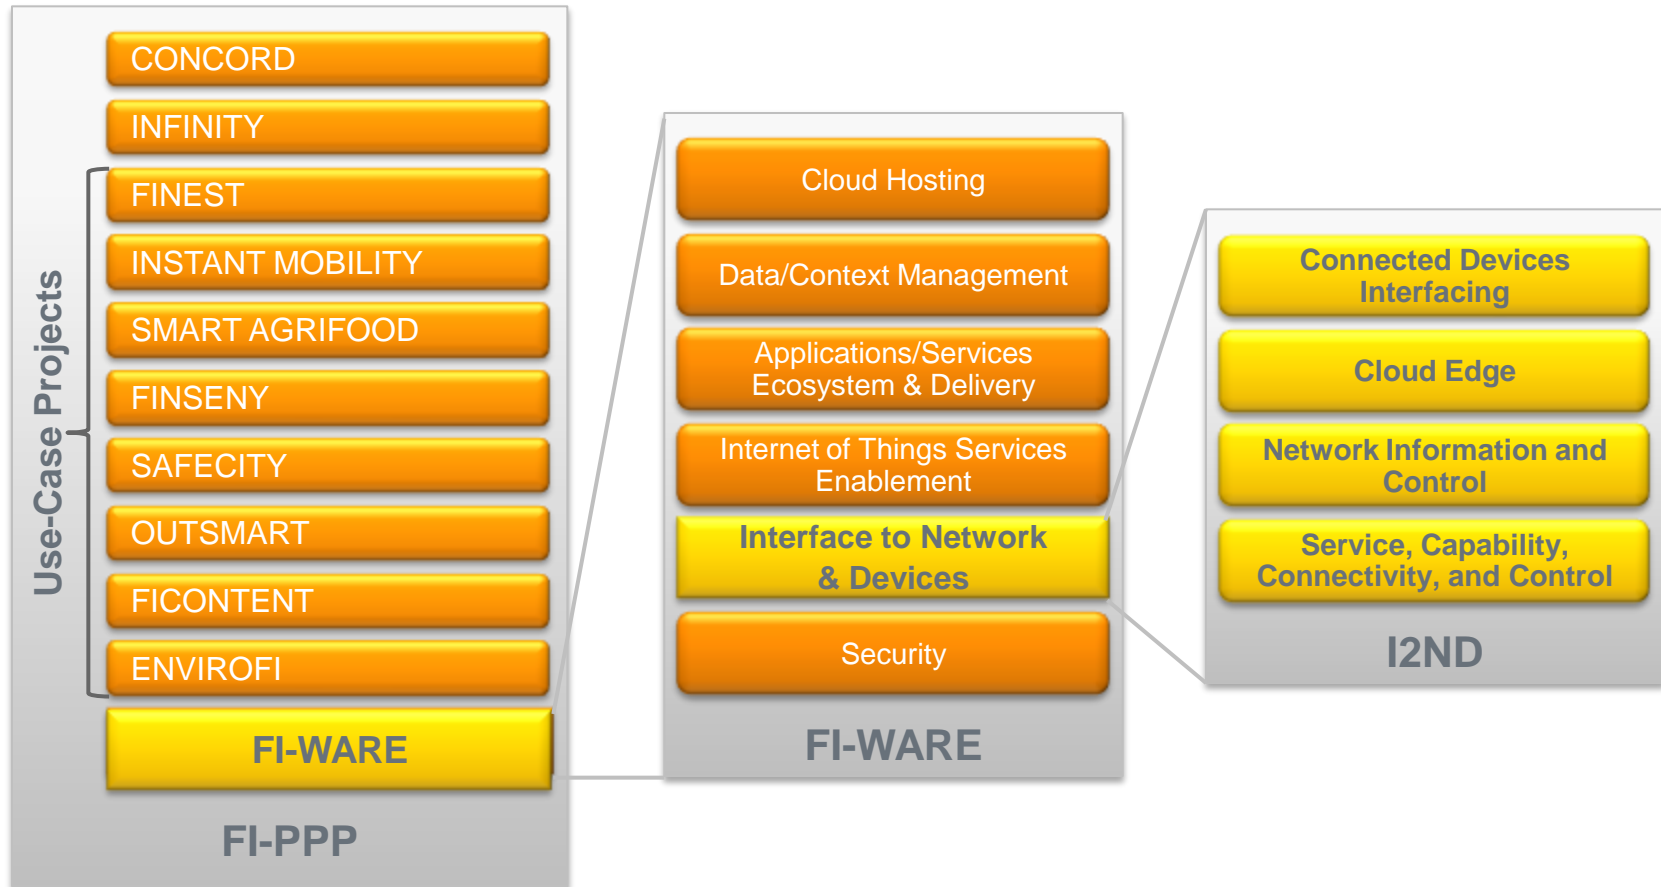 Use-Case Projects
CONCORD
INFINITY
FINEST
INSTANT MOBILITY
SMART AGRIFOOD
FINSENY
SAFECITY
OUTSMART
FICONTENT
ENVIROFI
FI-WARE
FI-PPP
Cloud Hosting
Data/Context Management
Applications/Services
Ecosystem & Delivery
Internet of Things Services
Enablement
Interface to Network
& Devices
Security
FI-WARE
Connected Devices
Interfacing
Cloud Edge
Network Information and
Control
Service, Capability,
Connectivity, and Control
I2ND